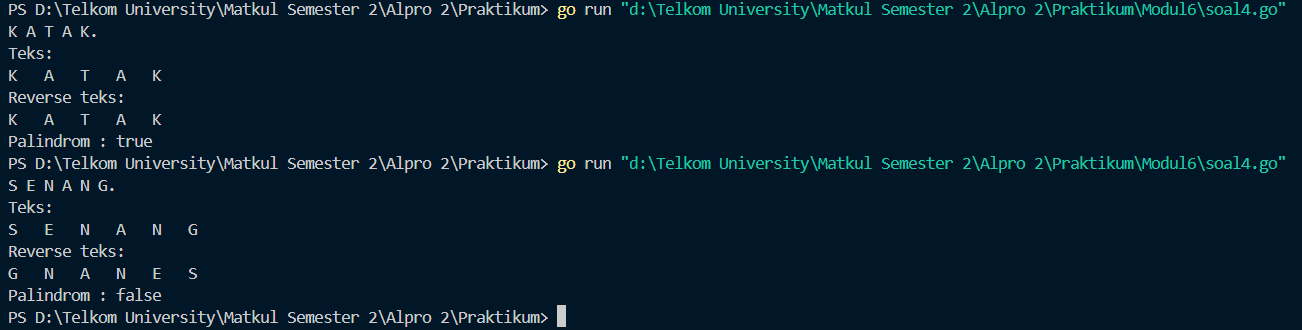 PS D:\Telkom University\Matkul Semester 2\Alpro 2\Praktikum> go run "d:\Telkom University\Matkul Semester 2\Alpro 2\Praktikum\Modul6\soal4.go"
K A T A K.
Teks:
K   A   T   A   K
Reverse teks:
K   A   T   A   K
Palindrom : true
PS D:\Telkom University\Matkul Semester 2\Alpro 2\Praktikum> go run "d:\Telkom University\Matkul Semester 2\Alpro 2\Praktikum\Modul6\soal4.go"
S E N A N G.
Teks:
S   E   N   A   N   G
Reverse teks:
G   N   A   N   E   S
Palindrom : false
PS D:\Telkom University\Matkul Semester 2\Alpro 2\Praktikum>